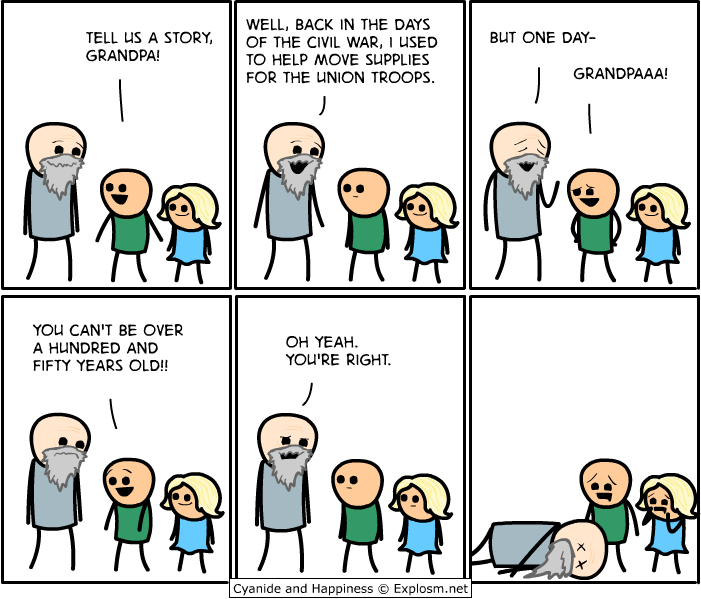 TELL US A STORY,
GRANDPA!
WELL, BACK IN THE DAYS
OF THE CIVIL WAR, I USED
TO HELP MOVE SUPPLIES
FOR THE UNION TROOPS.
BUT ONE DAY-
GRANDPAAA!
YOU CAN'T BE OVER
A HUNDRED AND
FIFTY YEARS OLD!!
OH YEAH.
YOU'RE RIGHT.
Cyanide and Happiness © Explosm.net